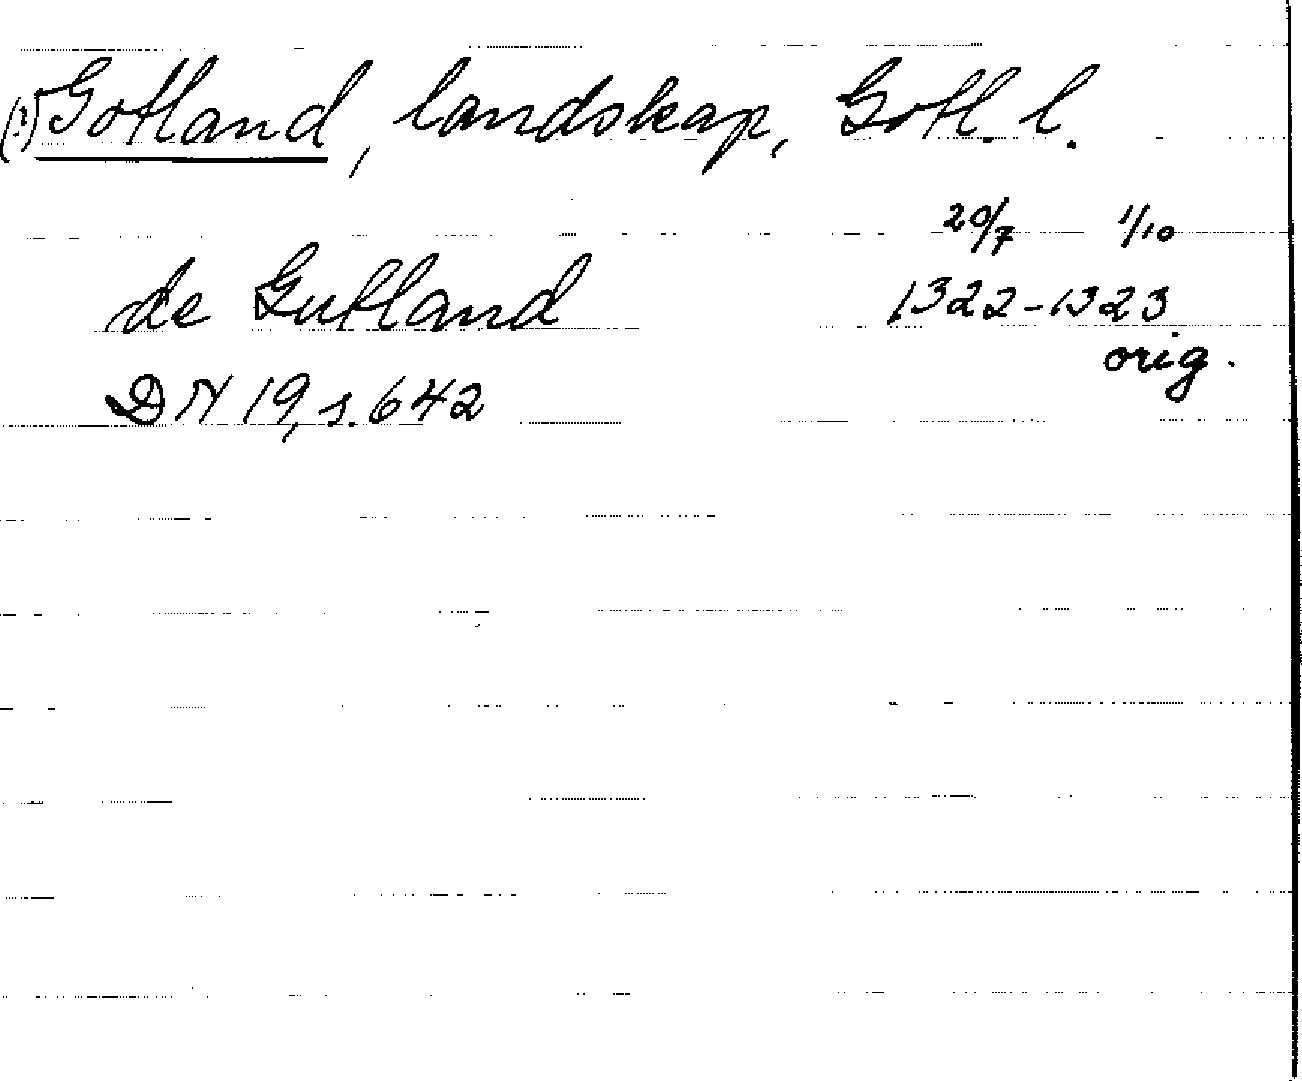 (?) Gotland, landskap, Gotl. l.
20/7 1/10
de Gutland 1322-1323
orig.
DN 19, s. 642